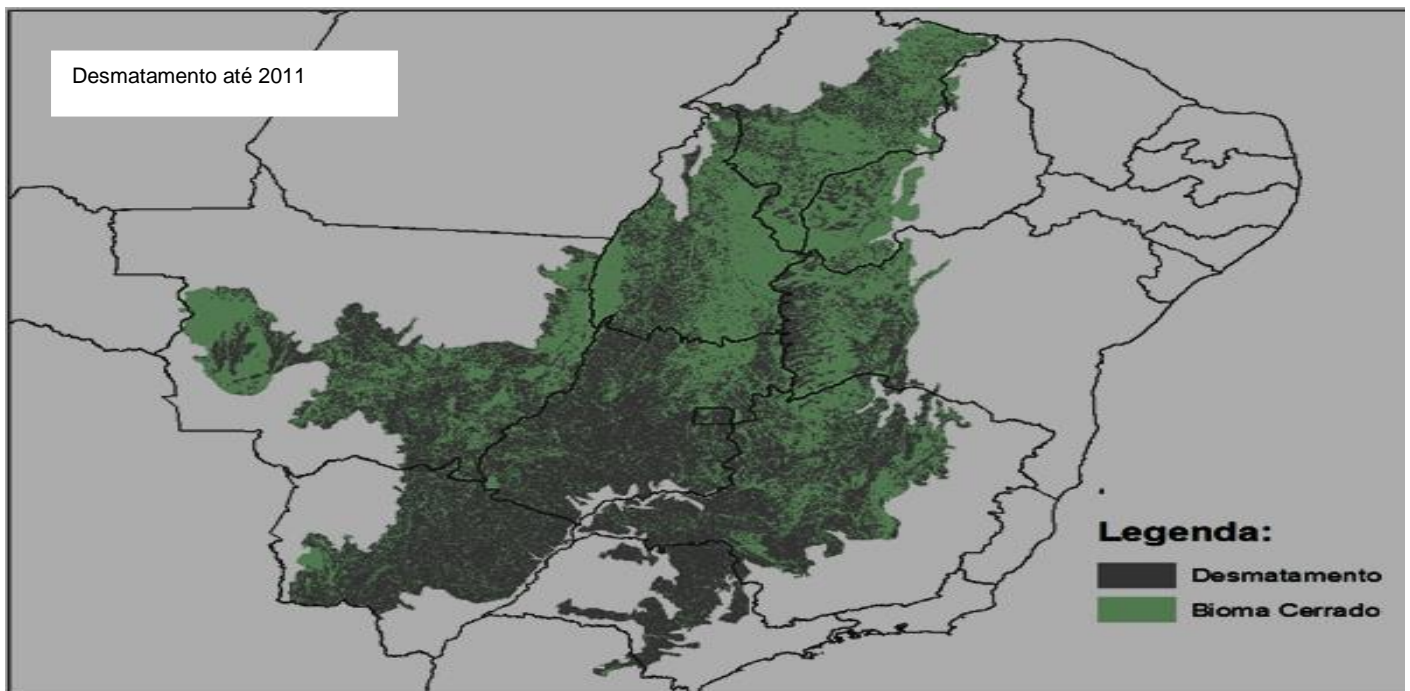 Desmatamento até 2011
Legenda:
Desmatamento
Bioma Cerrado